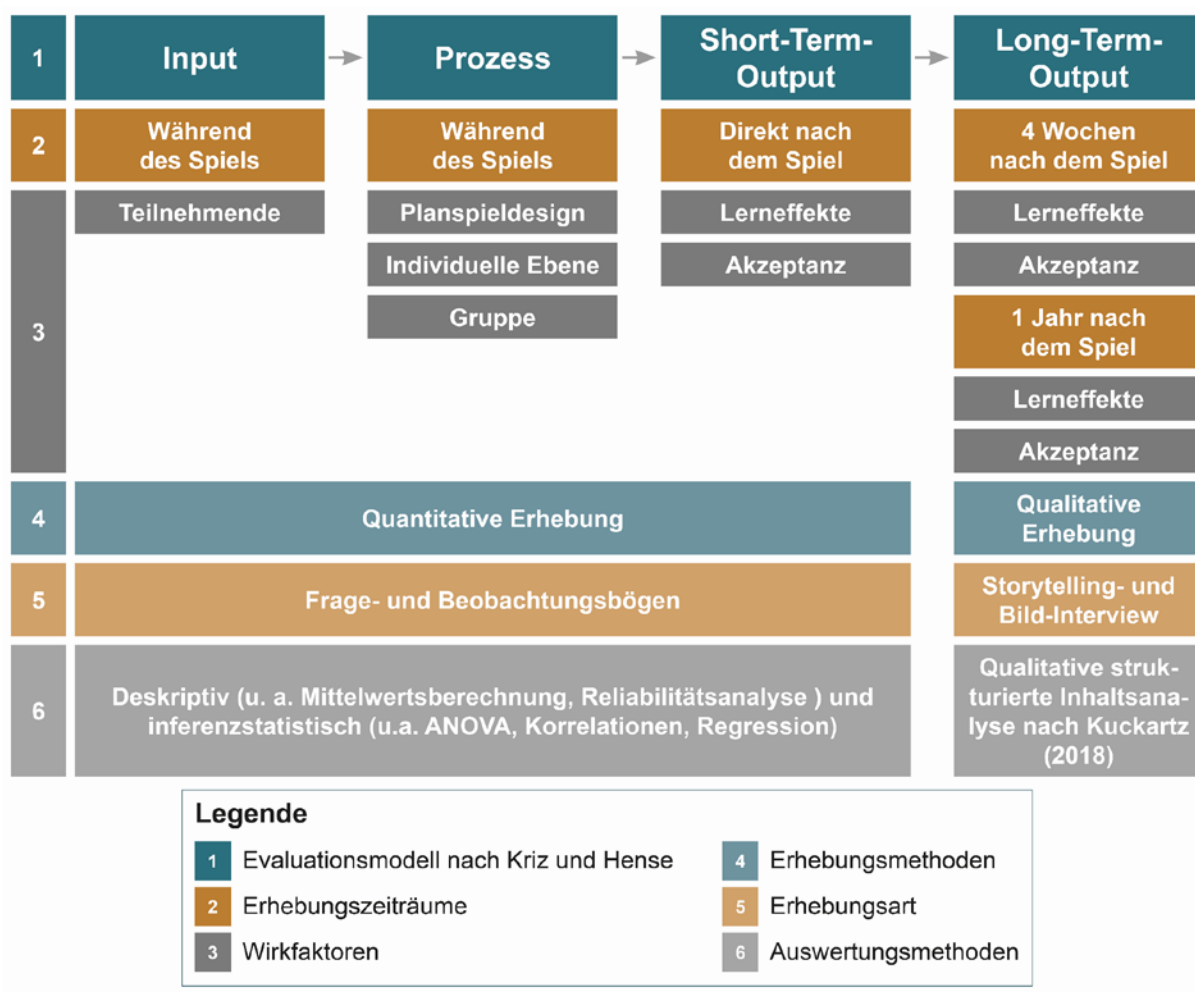 1
Input
Prozess
Short-Term-
Output
Long-Term-
Output
2
Während
des Spiels
Während
des Spiels
Direkt nach
dem Spiel
4 Wochen
nach dem Spiel
3
Teilnehmende
Planspieldesign
Individuelle Ebene
Gruppe
Lerneffekte
Akzeptanz
Lerneffekte
Akzeptanz
1 Jahr nach
dem Spiel
Lerneffekte
Akzeptanz
4
Quantitative Erhebung
Qualitative
Erhebung
5
Frage- und Beobachtungsbögen
Storytelling- und
Bild-Interview
6
Deskriptiv (u. a. Mittelwertsberechnung, Reliabilitätsanalyse ) und
inferenzstatistisch (u.a. ANOVA, Korrelationen, Regression)
Qualitative struk-
turierte Inhaltsana-
lyse nach Kuckartz
(2018)
Legende
1 Evaluationsmodell nach Kriz und Hense
2 Erhebungszeiträume
3 Wirkfaktoren
4 Erhebungsmethoden
5 Erhebungsart
6 Auswertungsmethoden